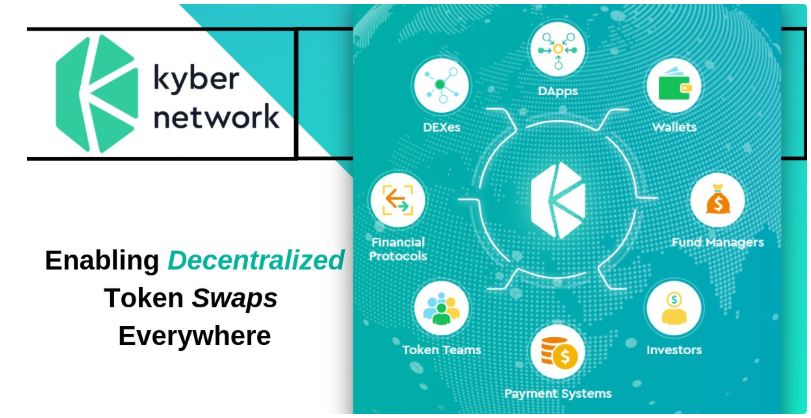 kyber
network
Enabling Decentralized
Token Swaps
Everywhere
DApps
DEXes
Wallets
Financial
Protocols
Fund Managers
Token Teams
Investors
Payment Systems